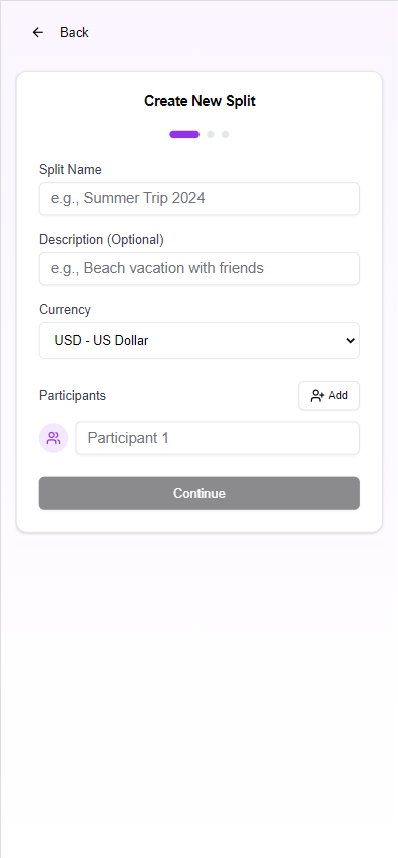 Back
Create New Split
Split Name
e.g., Summer Trip 2024
Description (Optional)
e.g., Beach vacation with friends
Currency
USD - US Dollar
Participants
Add
Participant 1
Continue